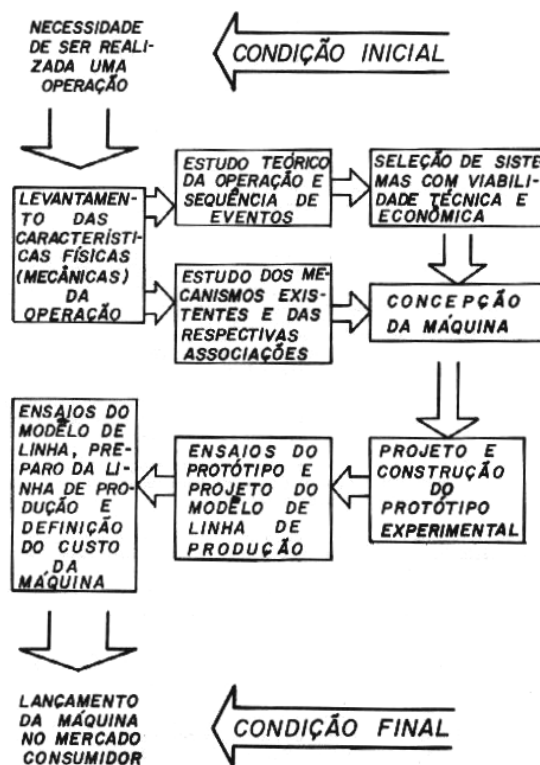 NECESSIDADE
DE SER REALI-
ZADA UMA
OPERAÇÃO
CONDIÇÃO INICIAL
LEVANTAMEN-
TO DAS
CARACTERÍSTI-
CAS FÍSICAS
(MECÂNICAS)
DA
OPERAÇÃO
ESTUDO TEÓRICO
DA OPERAÇÃO E
SEQUÊNCIA DE
EVENTOS
SELEÇÃO DE SISTE
MAS COM VIABILI-
DADE TÉCNICA E
ECONÔMICA
ESTUDO DOS ME-
CANISMOS EXIS-
TENTES E DAS
RESPECTIVAS
ASSOCIAÇÕES
CONCEPÇÃO
DA MÁQUINA
PROJETO E
CONSTRUÇÃO
DO
PROTÓTIPO
EXPERIMENTAL
ENSAIOS DO
PROTÓTIPO E
PROJETO DO
MODELO DE
LINHA DE
PRODUÇÃO
ENSAIOS DO
MODÊLO DE
LINHA, PRE-
PARO DA LI-
NHA DE PRO-
DUÇÃO E
DEFINIÇÃO
DO CUSTO
DA
MÁQUINA
LANÇAMENTO
DA MÁQUINA
NO MERCADO
CONSUMIDOR
CONDIÇÃO FINAL